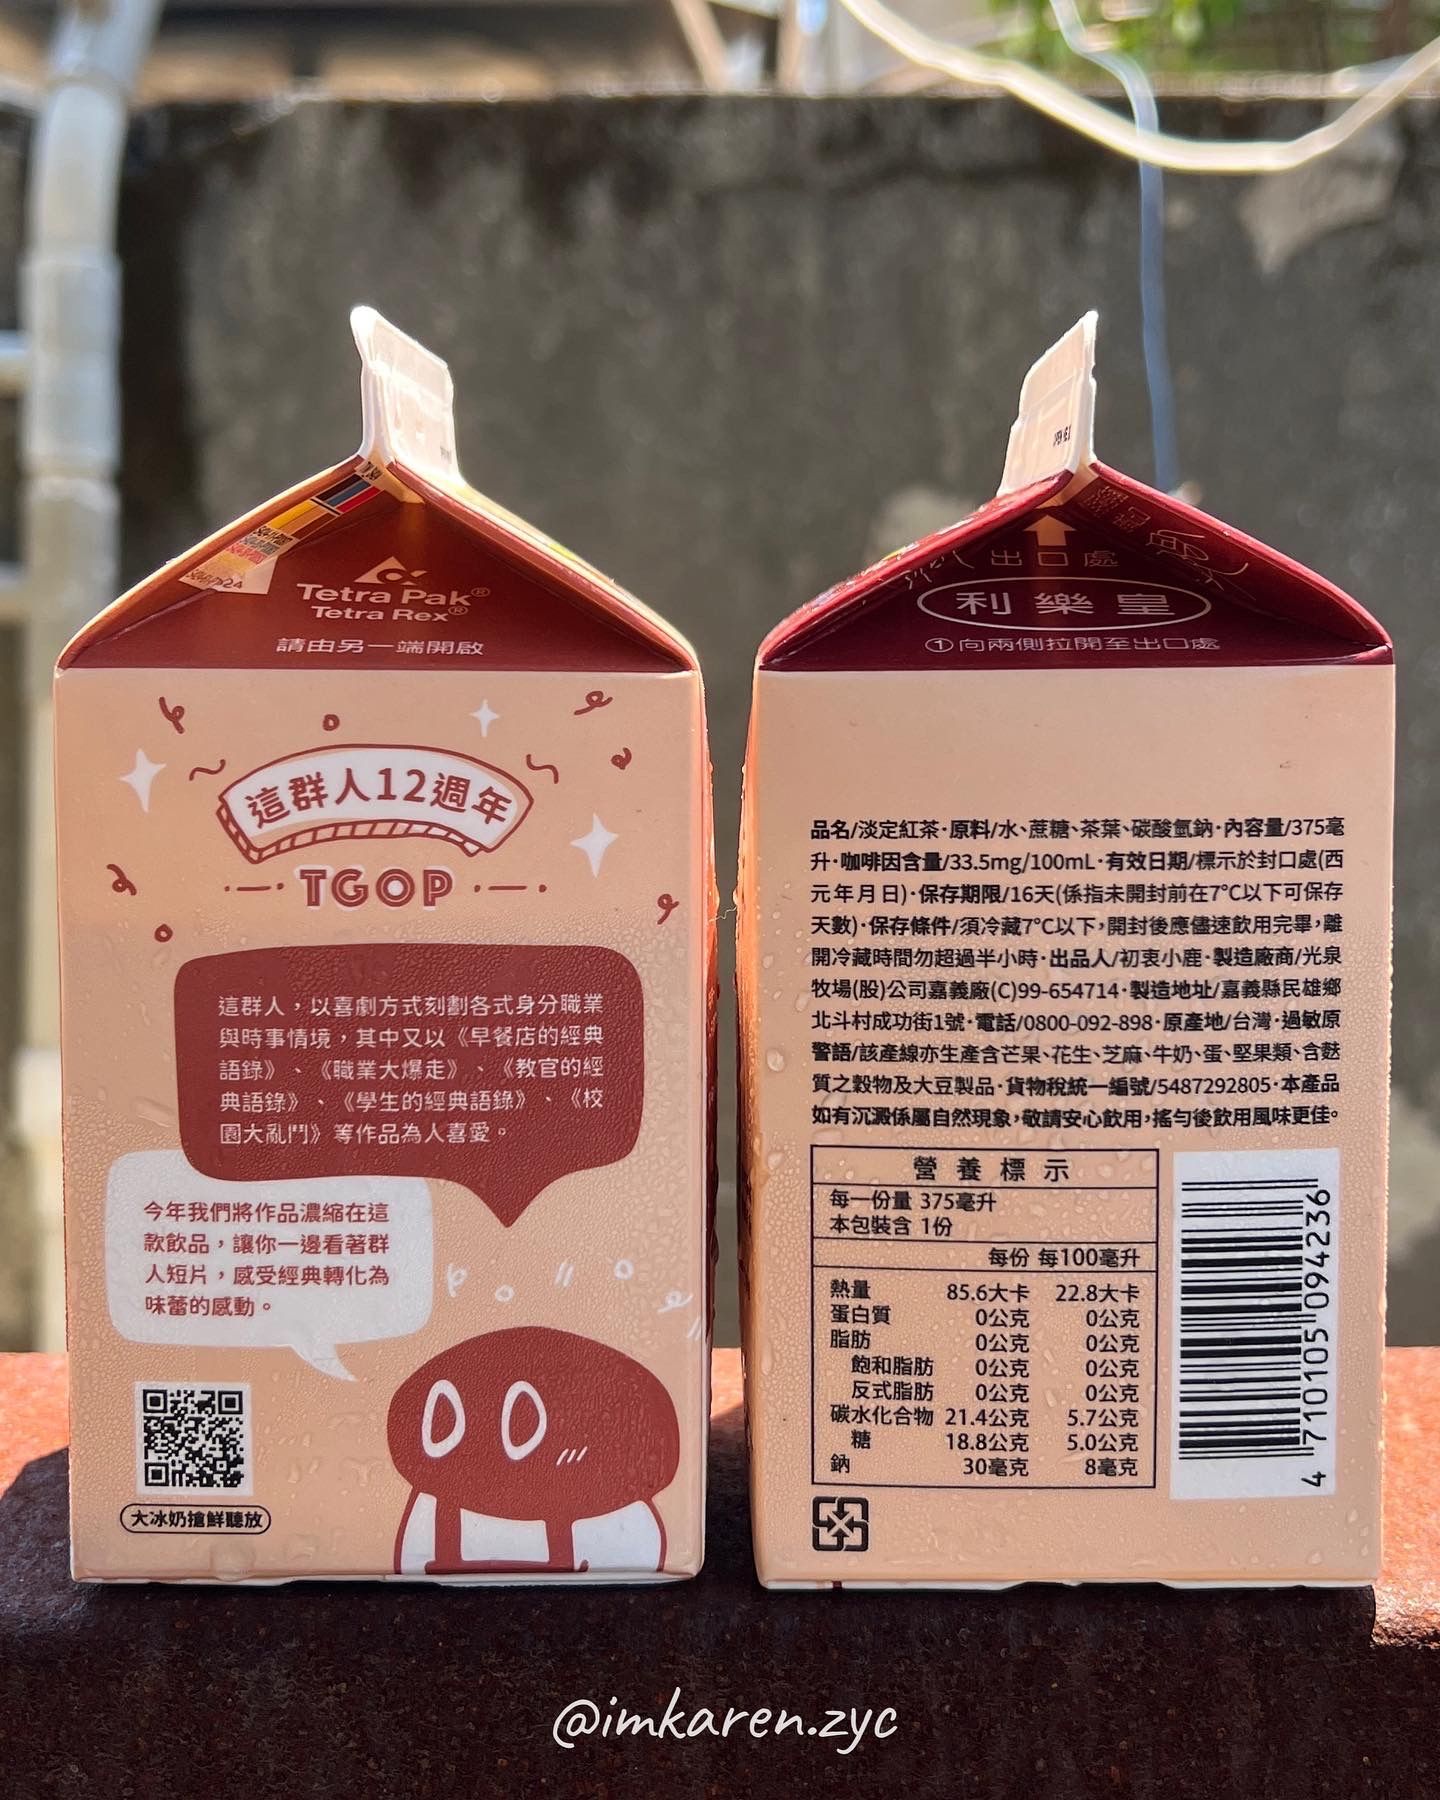 Tetra Pak®
Tetra Rex®
請由另一端開啟
這群人12週年
TGOP
這群人，以喜劇方式刻劃各式身分職業
與時事情境，其中又以《早餐店的經典
語錄》、《職業大爆走》、《教官的經
典語錄》、《學生的經典語錄》、《校
園大亂鬥》等作品為人喜愛。
今年我們將作品濃縮在這
款飲品，讓你一邊看著群
人短片，感受經典轉化為
味蕾的感動。
大冰奶搶鮮聽放
出口處
利樂皇
①向兩側拉開至出口處
品名/淡定紅茶·原料/水、蔗糖、茶葉、碳酸氫鈉·內容量/375毫
升·咖啡因含量/33.5mg/100mL·有效日期/標示於封口處(西
元年月日)·保存期限/16天(係指未開封前在7°C以下可保存
天數)·保存條件/須冷藏7°C以下，開封後應儘速飲用完畢，離
開冷藏時間勿超過半小時·出品人/初衷小鹿·製造廠商/光泉
牧場(股)公司嘉義廠(C)99-654714·製造地址/嘉義縣民雄鄉
北斗村成功街1號·電話/0800-092-898·原產地/台灣·過敏原
警語/該產線亦生產含芒果、花生、芝麻、牛奶、蛋、堅果類、含麩
質之穀物及大豆製品·貨物稅統一編號/5487292805·本產品
如有沉澱係屬自然現象，敬請安心飲用，搖勻後飲用風味更佳。
營養標示
每一份量 375毫升
本包裝含 1份
每份 每100毫升
熱量 85.6大卡 22.8大卡
蛋白質 0公克 0公克
脂肪 0公克 0公克
飽和脂肪 0公克 0公克
反式脂肪 0公克 0公克
碳水化合物 21.4公克 5.7公克
糖 18.8公克 5.0公克
鈉 30毫克 8毫克
4 710105 094236
@imkaren.zyc